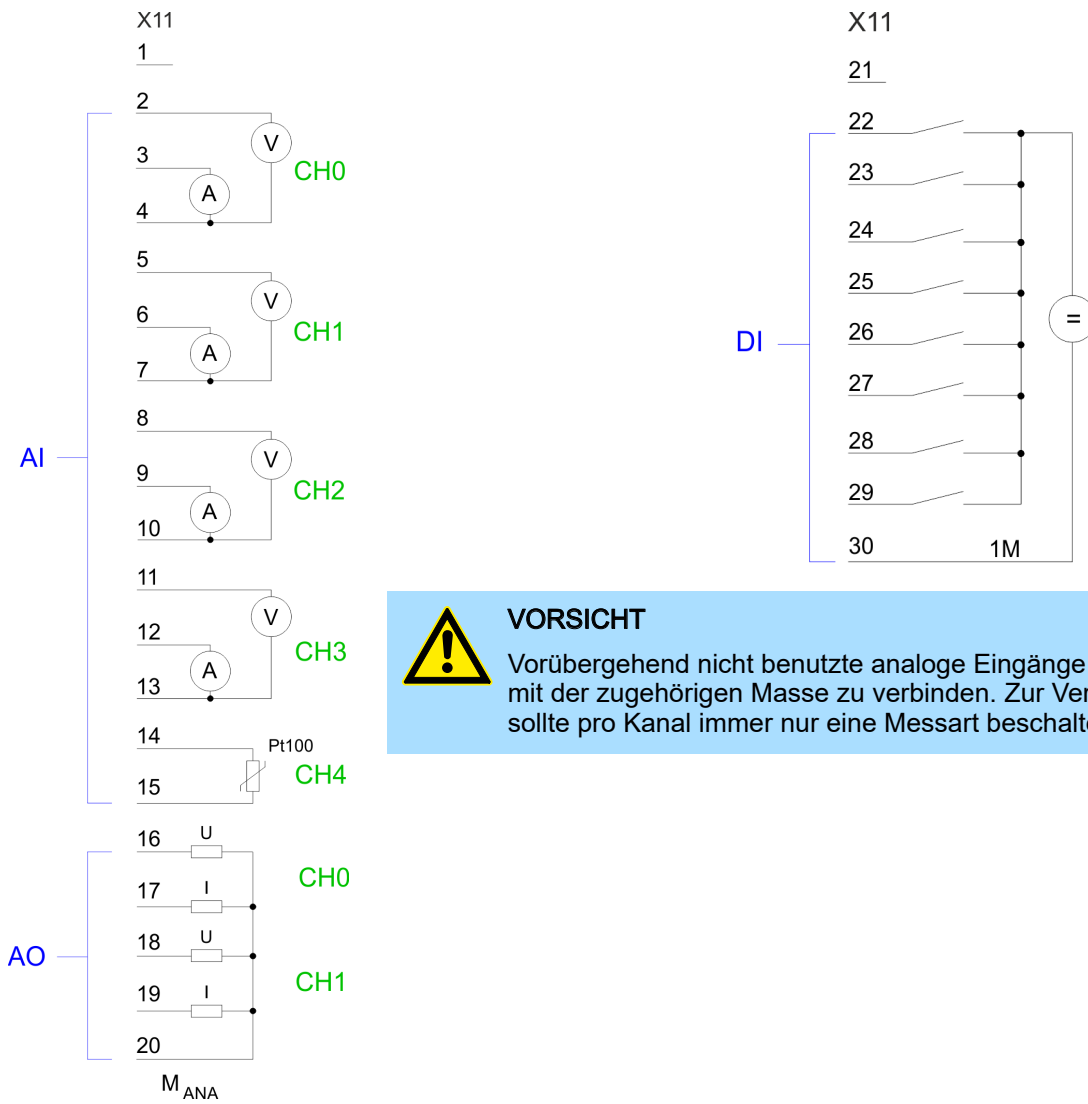 X11
1
2
V
3
CH0
A
4
5
V
6
CH1
A
7
8
V
AI
9
CH2
A
10
11
V
12
CH3
A
13
14
Pt100
CH4
15
16 U
CH0
17 I
18 U
AO
CH1
19 I
20
M ANA
X11
21
22
23
24
25
=
26
DI
27
28
29
30 1M
VORSICHT
Vorübergehend nicht benutzte analoge Eingänge
mit der zugehörigen Masse zu verbinden. Zur
sollte pro Kanal immer nur eine Messart